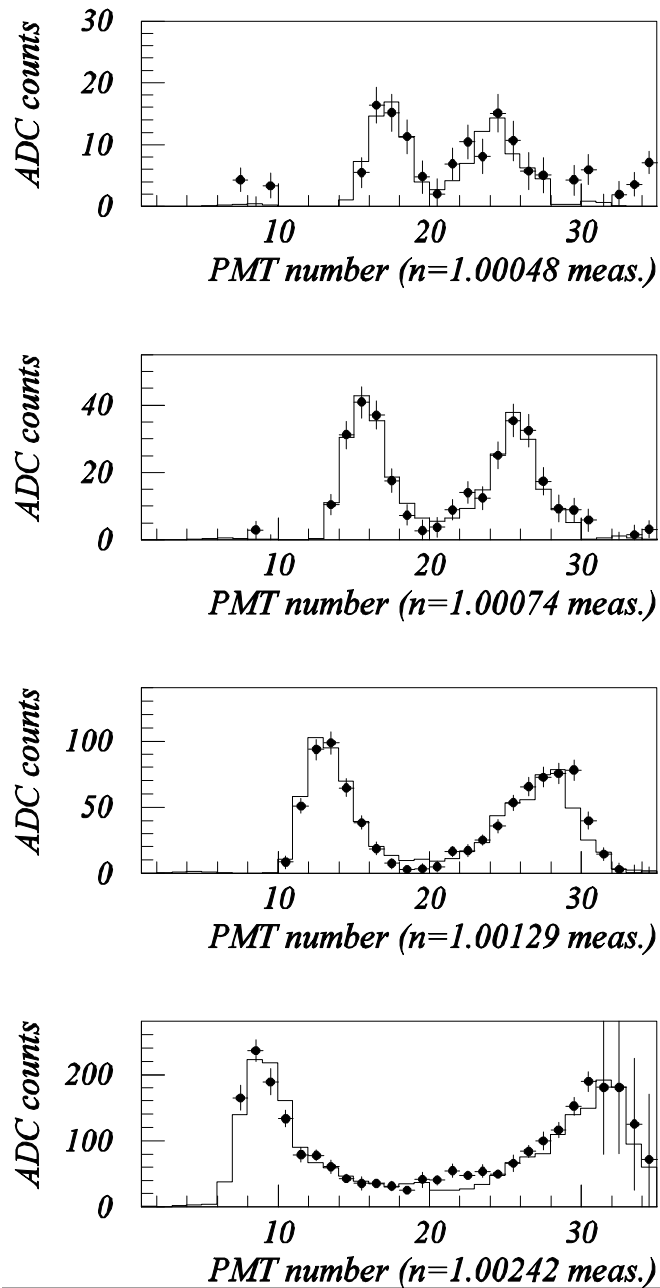 30
20
10
0
ADC counts
10 20 30
PMT number (n=1.00048 meas.)
40
20
0
ADC counts
10 20 30
PMT number (n=1.00074 meas.)
100
50
0
ADC counts
10 20 30
PMT number (n=1.00129 meas.)
200
100
0
ADC counts
10 20 30
PMT number (n=1.00242 meas.)